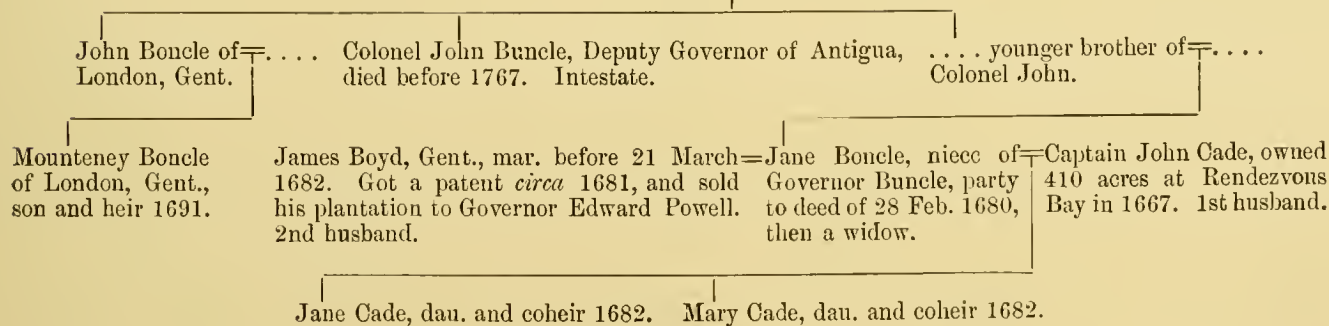 John Boncle of=. . . .
London, Gent.
Colonel John Buncle, Deputy Governor of Antigua,
died before 1767. Intestate.
. . . . younger brother of=. . . .
Colonel John.
Mounteney Boncle
of London, Gent.,
son and heir 1691.
James Boyd, Gent., mar. before 21 March=
1682. Got a patent circa 1681, and sold
his plantation to Governor Edward Powell.
2nd husband.
Jane Boncle, niece of=
Governor Buncle, party
to deed of 28 Feb. 1680,
then a widow.
Captain John Cade, owned
410 acres at Rendezvous
Bay in 1667. 1st husband.
Jane Cade, dau. and coheir 1682.
Mary Cade, dau. and coheir 1682.